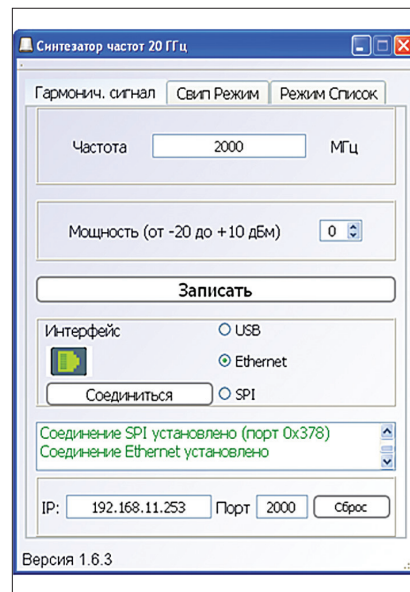 Синтезатор частот 20 ГГц
Гармонич. сигнал Свип Режим Режим Список
Частота 2000 МГц
Мощность (от -20 до +10 дБм) 0
Записать
Интерфейс
USB
Ethernet
Соединиться SPI
Соединение SPI установлено (порт 0x378)
Соединение Ethernet установлено
IP: 192.168.11.253 Порт 2000 Сброс
Версия 1.6.3